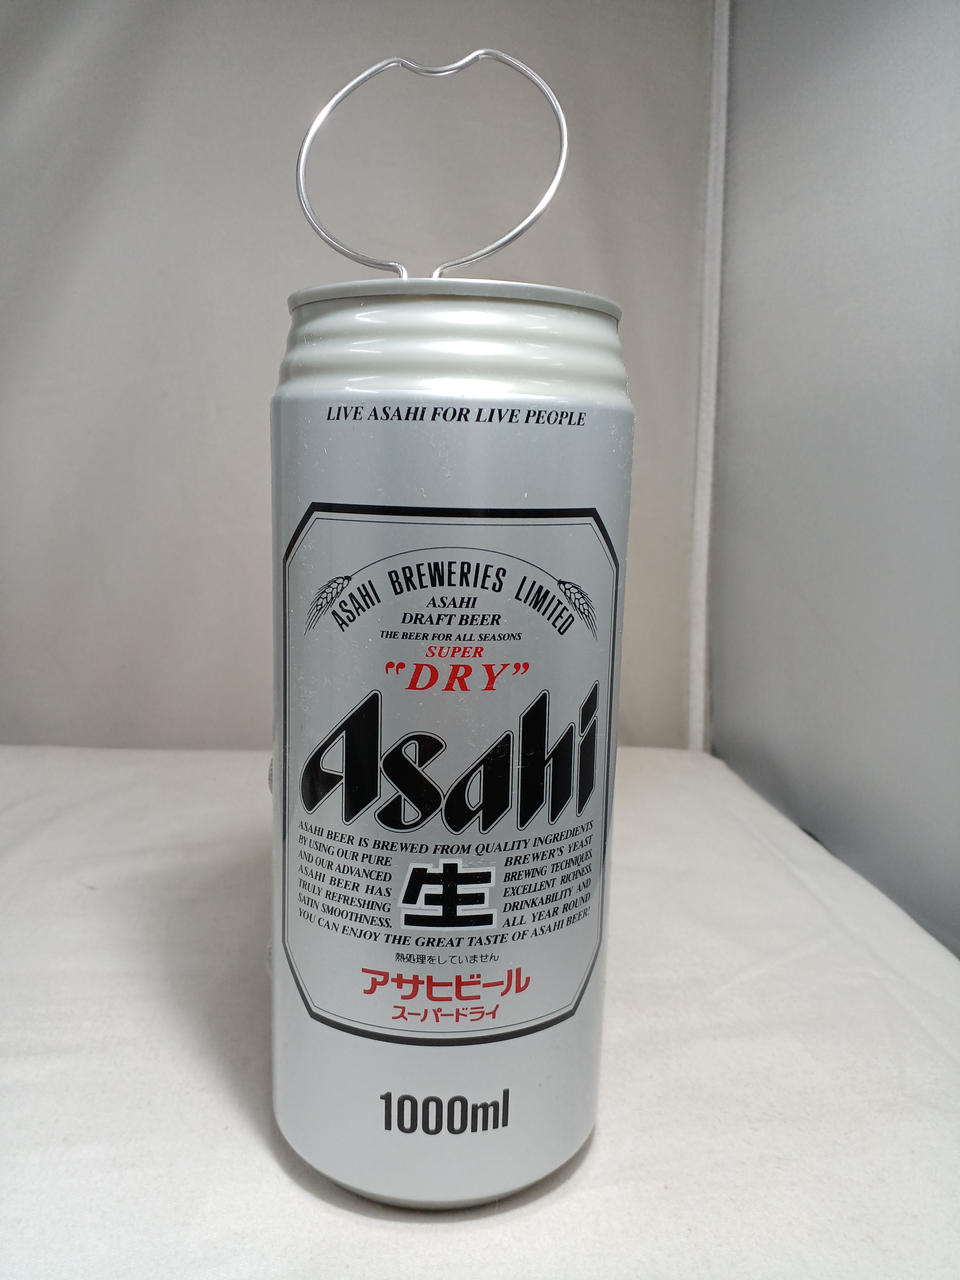 LIVE ASAHI FOR LIVE PEOPLE
ASAHI BREWERIES LIMITED
ASAHI
DRAFT BEER
THE BEER FOR ALL SEASONS
SUPER
“DRY”
Asahi
ASAHI BEER IS BREWED FROM QUALITY INGREDIENTS
BY USING OUR PURE BREWER'S YEAST
AND OUR ADVANCED BREWING TECHNIQUES.
ASAHI BEER HAS EXCELLENT RICHNESS,
TRULY REFRESHING DRINKABILITY AND
SATIN SMOOTHNESS. ALL YEAR ROUND
生
YOU CAN ENJOY THE GREAT TASTE OF ASAHI BEER!
熱処理をしていません
アサヒビール
スーパードライ
1000ml